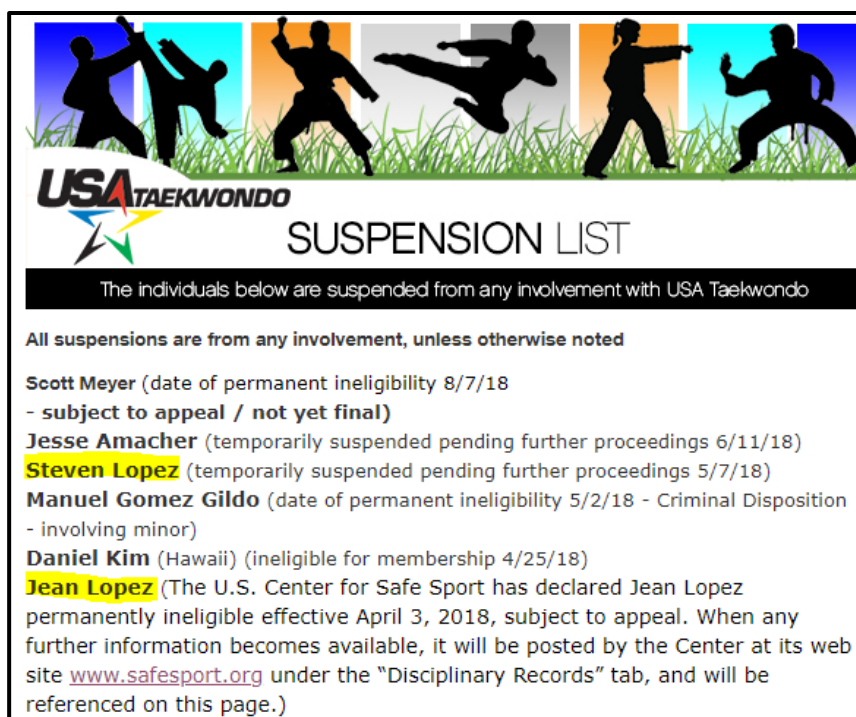 USA TAEKWONDO
SUSPENSION LIST
The individuals below are suspended from any involvement with USA Taekwondo
All suspensions are from any involvement, unless otherwise noted
Scott Meyer (date of permanent ineligibility 8/7/18
- subject to appeal / not yet final)
Jesse Amacher (temporarily suspended pending further proceedings 6/11/18)
Steven Lopez (temporarily suspended pending further proceedings 5/7/18)
Manuel Gomez Gildo (date of permanent ineligibility 5/2/18 - Criminal Disposition
- involving minor)
Daniel Kim (Hawaii) (ineligible for membership 4/25/18)
Jean Lopez (The U.S. Center for Safe Sport has declared Jean Lopez
permanently ineligible effective April 3, 2018, subject to appeal. When any
further information becomes available, it will be posted by the Center at its web
site www.safesport.org under the “Disciplinary Records” tab, and will be
referenced on this page.)